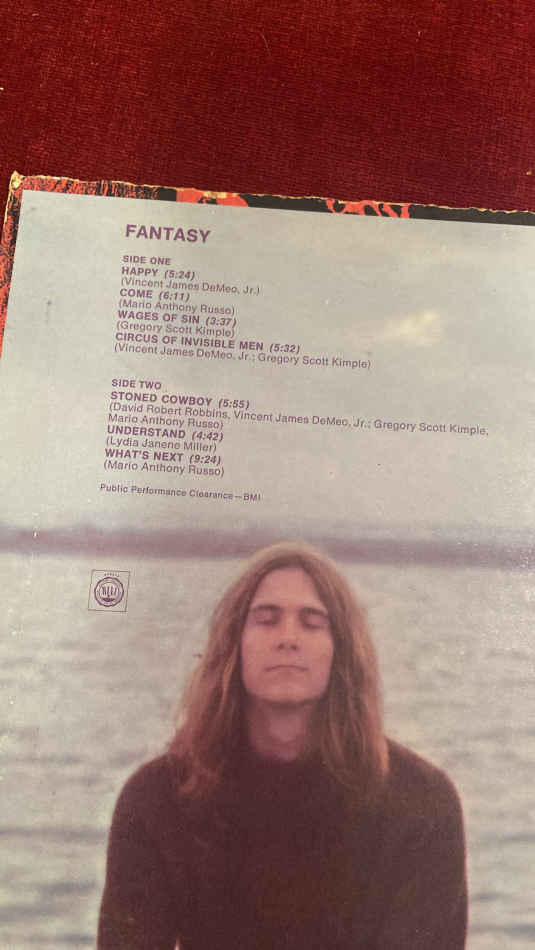 FANTASY
SIDE ONE
HAPPY (5:24)
(Vincent James DeMeo, Jr.)
COME (6:11)
(Mario Anthony Russo)
WAGES OF SIN (3:37)
(Gregory Scott Kimple)
CIRCUS OF INVISIBLE MEN (5:32)
(Vincent James DeMeo, Jr.; Gregory Scott Kimple)
SIDE TWO
STONED COWBOY (5:55)
(David Robert Robbins, Vincent James DeMeo, Jr.; Gregory Scott Kimple,
Mario Anthony Russo)
UNDERSTAND (4:42)
(Lydia Janene Miller)
WHAT'S NEXT (9:24)
(Mario Anthony Russo)
Public Performance Clearance—BMI